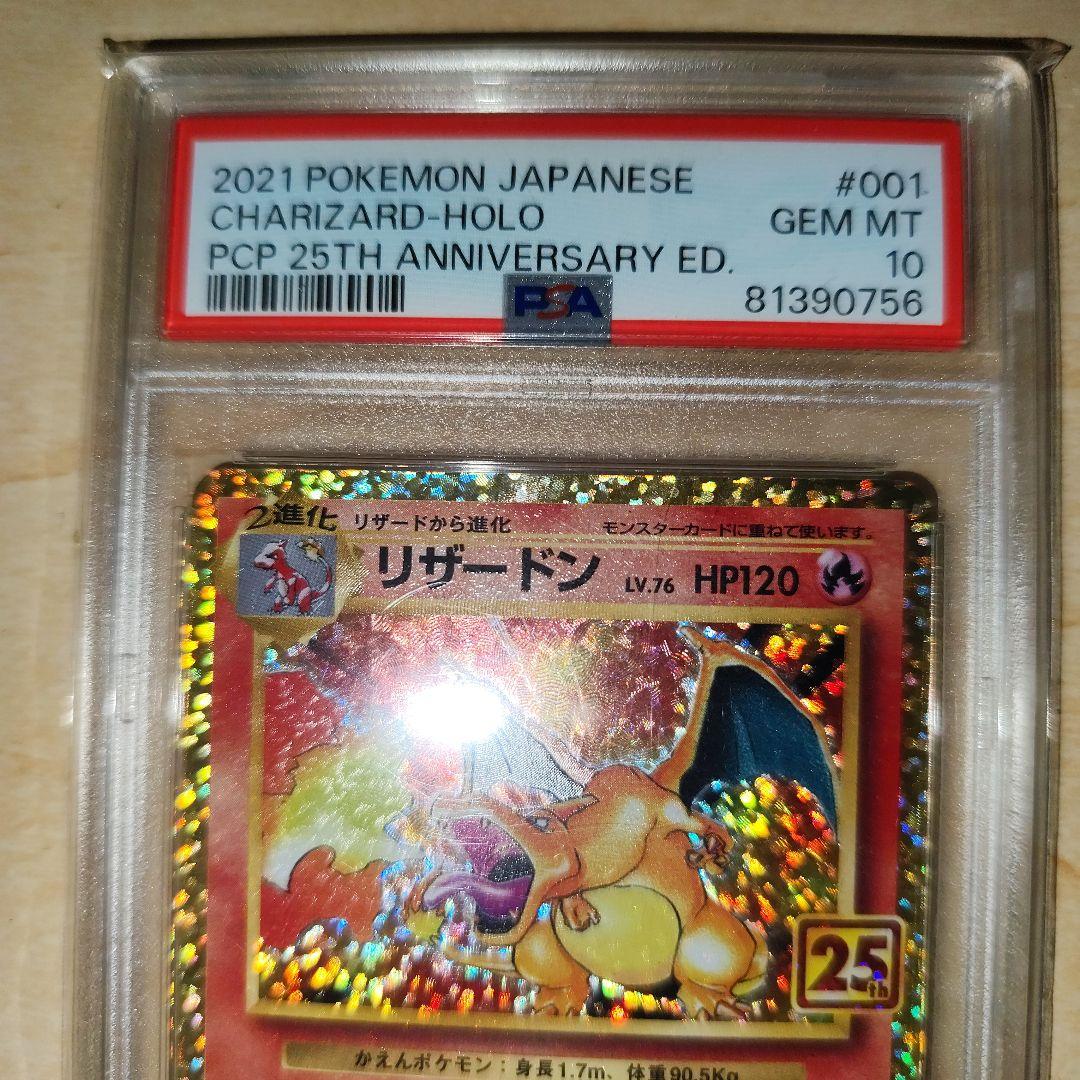 2021 POKEMON JAPANESE #001
CHARIZARD-HOLO GEM MT
PCP 25TH ANNIVERSARY ED. 10
PSA 81390756
2進化 リザードから進化 モンスターカードに重ねて使います。
リザードン LV.76 HP120
25th
かえんポケモン：身長1.7m、体重90.5Kg